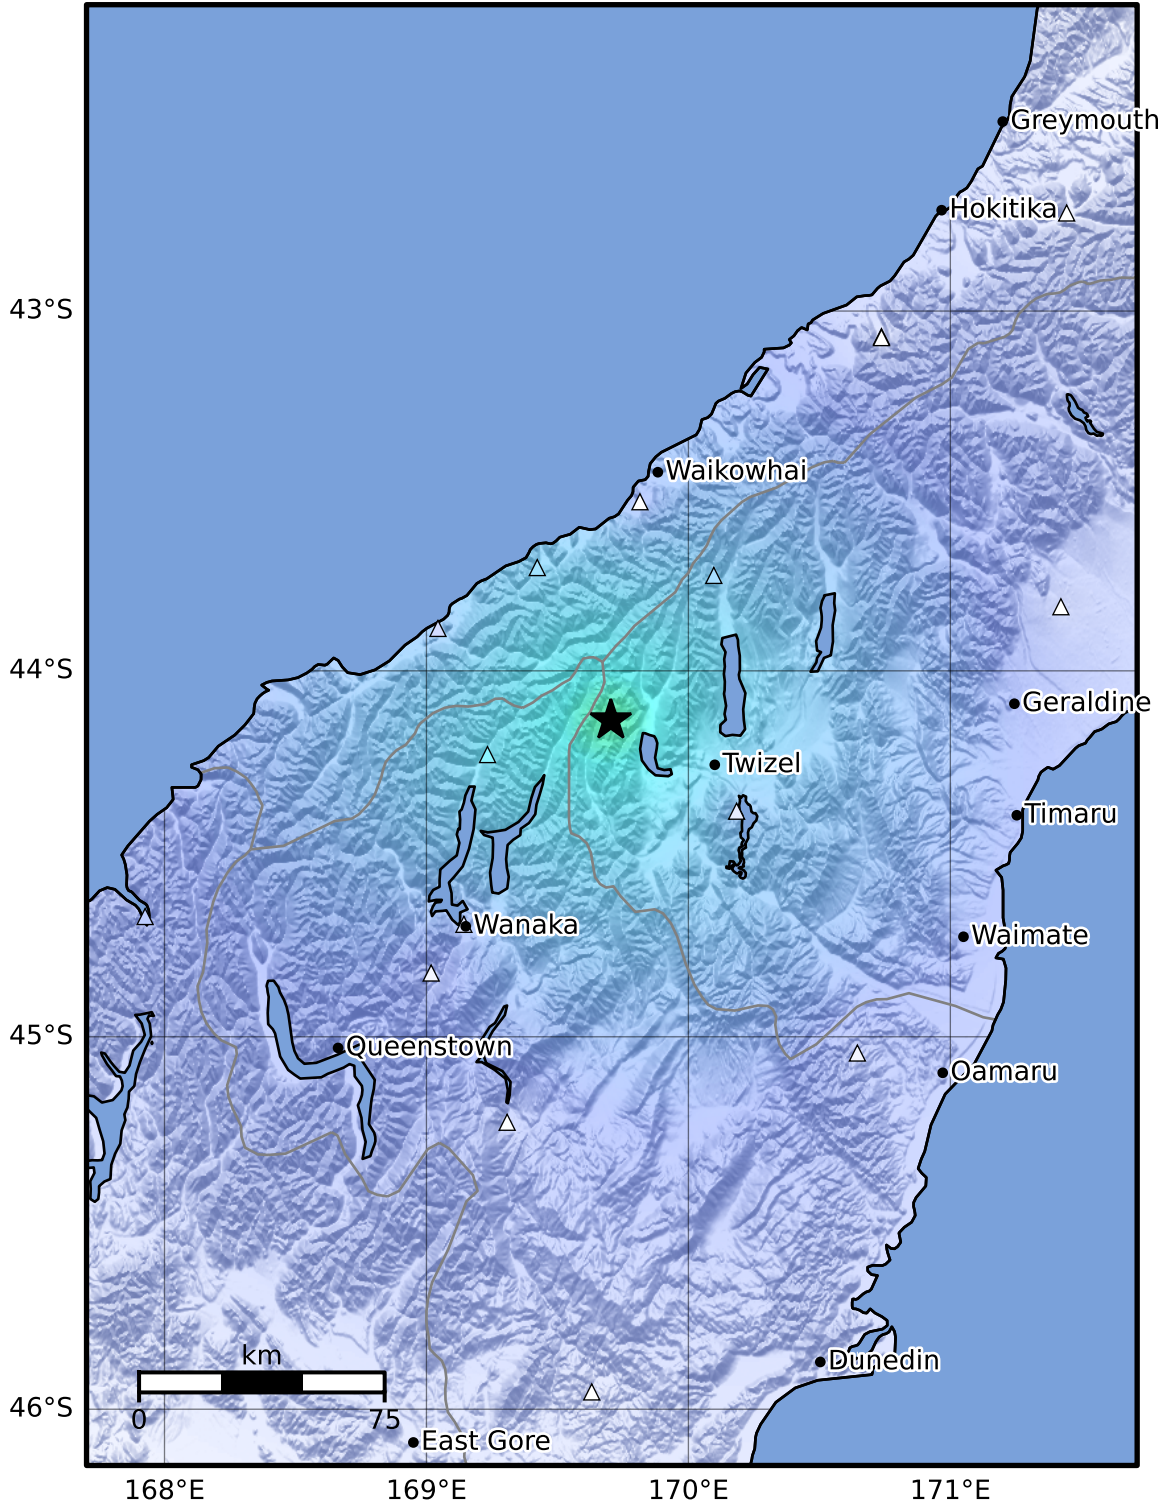 Greymouth
Hokitika
43°S
Waikowhai
44°S
Geraldine
Twizel
Timaru
Wanaka
Waimate
45°S
Queenstown
Oamaru
km
Dunedin
46°S
0 75
East Gore
168°E 169°E 170°E 171°E